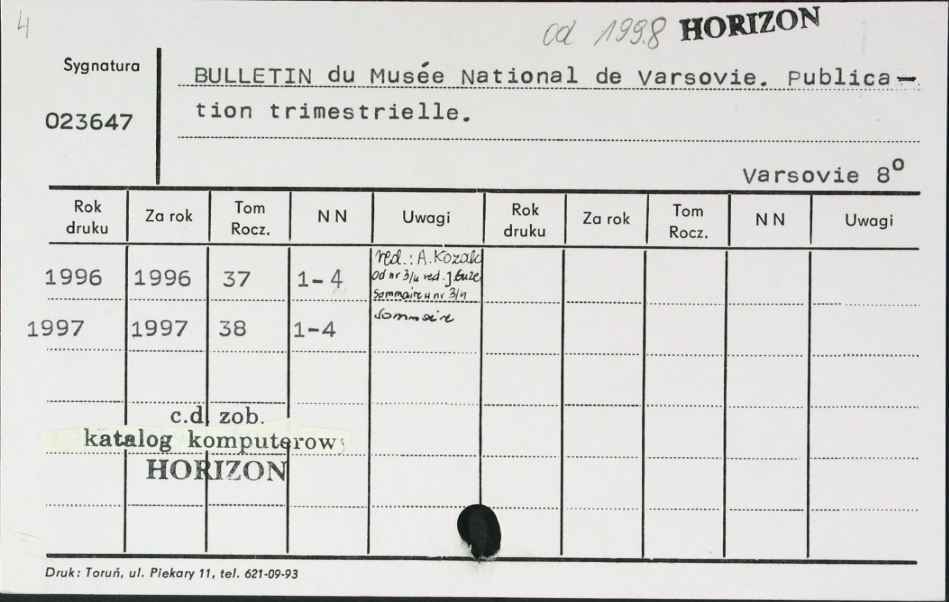 4
od 1998 HORIZON
Sygnatura
023647
BULLETIN du Musée National de Varsovie. Publica-
tion trimestrielle.
Varsovie 8°
Rok druku Za rok Tom Rocz. N N Uwagi Rok druku Za rok Tom Rocz. N N Uwagi
red.: A. Kozak
1996 1996 37 1-4 od nr 3/4 red. J. Guze
Sommaire w nr 3/4
1997 1997 38 1-4 Sommaire
c.d. zob.
katalog komputerowy
HORIZON
Druk: Toruń, ul. Piekary 11, tel. 621-09-93